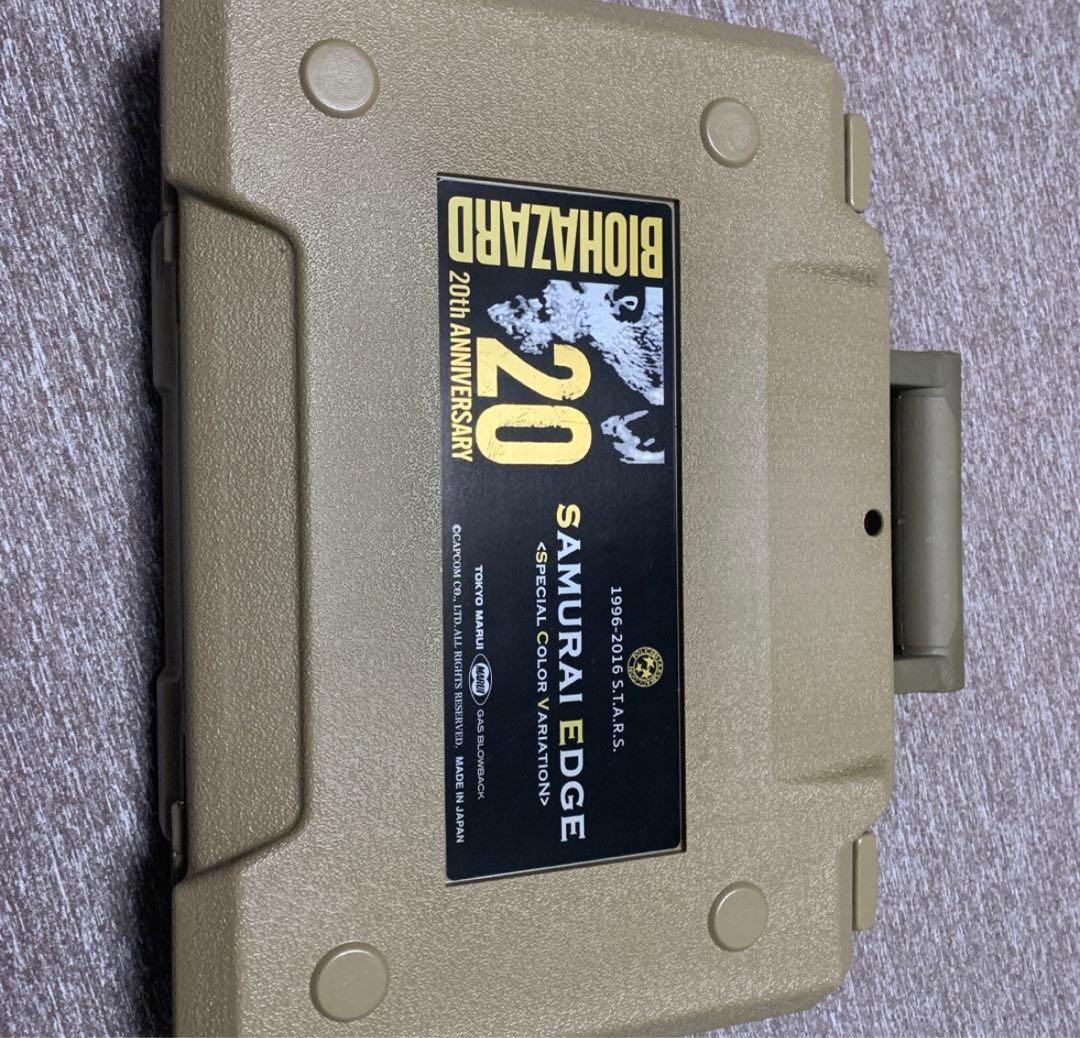 BIOHAZARD
20
20th ANNIVERSARY
1996-2016 S.T.A.R.S.
SAMURAI EDGE
<SPECIAL COLOR VARIATION>
TOKYO MARUI MARUI GAS BLOWBACK
©CAPCOM CO., LTD. ALL RIGHTS RESERVED. MADE IN JAPAN